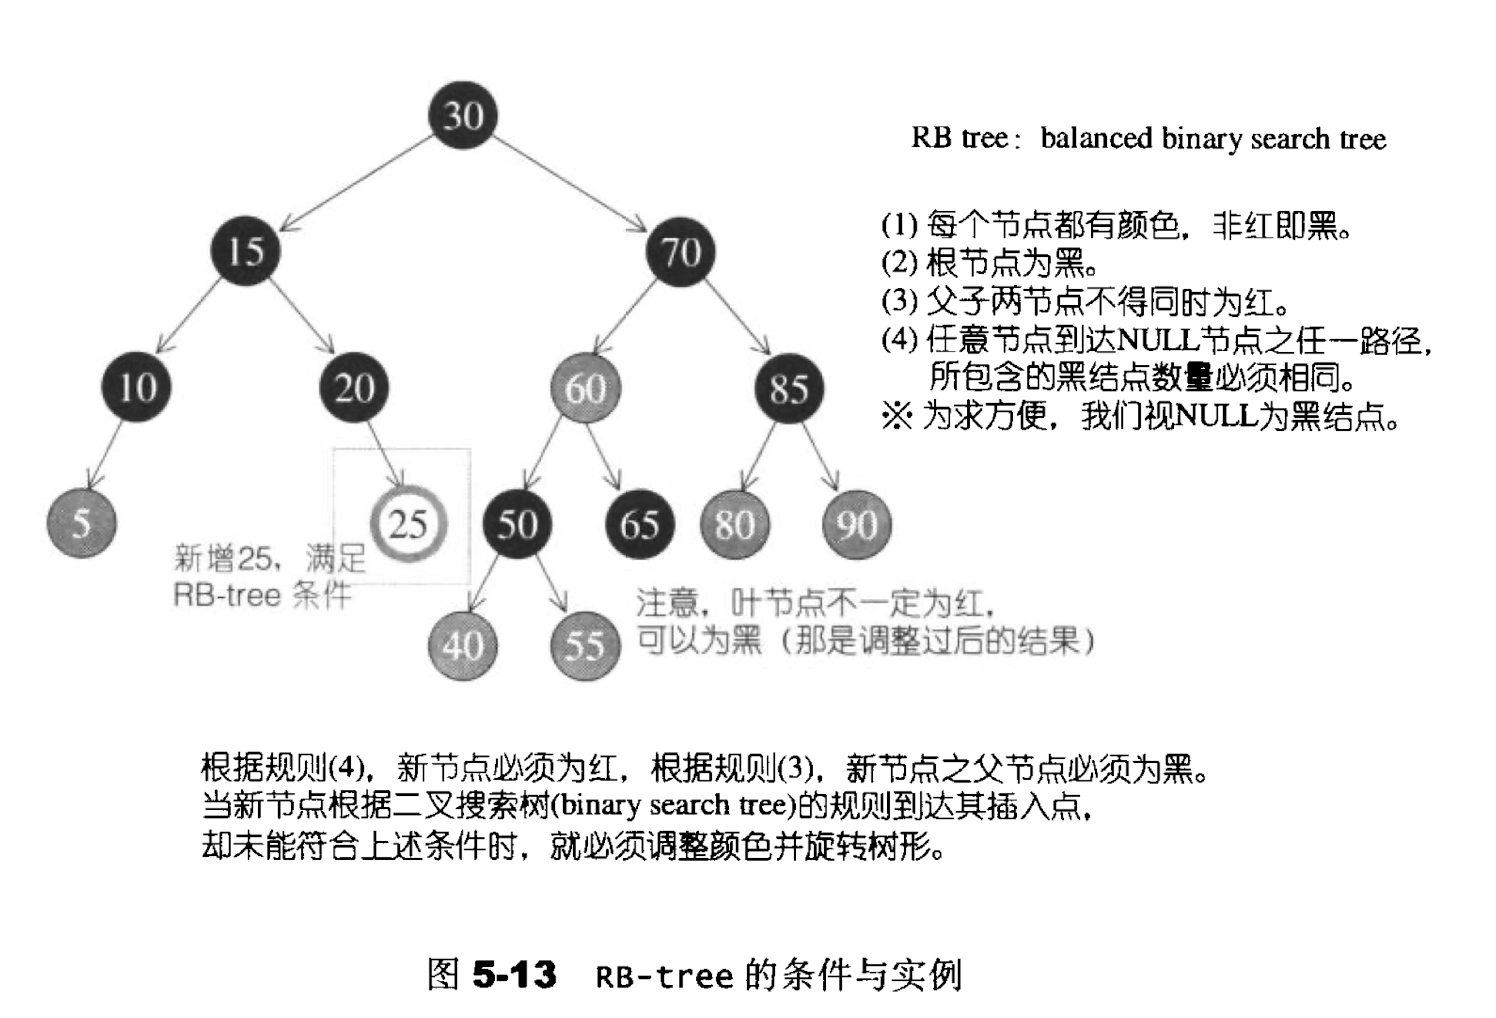 30
RB tree：balanced binary search tree
15
70
(1) 每个节点都有颜色，非红即黑。
(2) 根节点为黑。
(3) 父子两节点不得同时为红。
(4) 任意节点到达NULL节点之任一路径，
所包含的黑结点数量必须相同。
※ 为求方便，我们视NULL为黑结点。
10
20
60
85
5
25
50
65
80
90
新增25，满足
RB-tree 条件
40
55
注意，叶节点不一定为红，
可以为黑（那是调整过后的结果）
根据规则(4)，新节点必须为红，根据规则(3)，新节点之父节点必须为黑。
当新节点根据二叉搜索树(binary search tree)的规则到达其插入点，
却未能符合上述条件时，就必须调整颜色并旋转树形。
图 5-13 RB-tree 的条件与实例